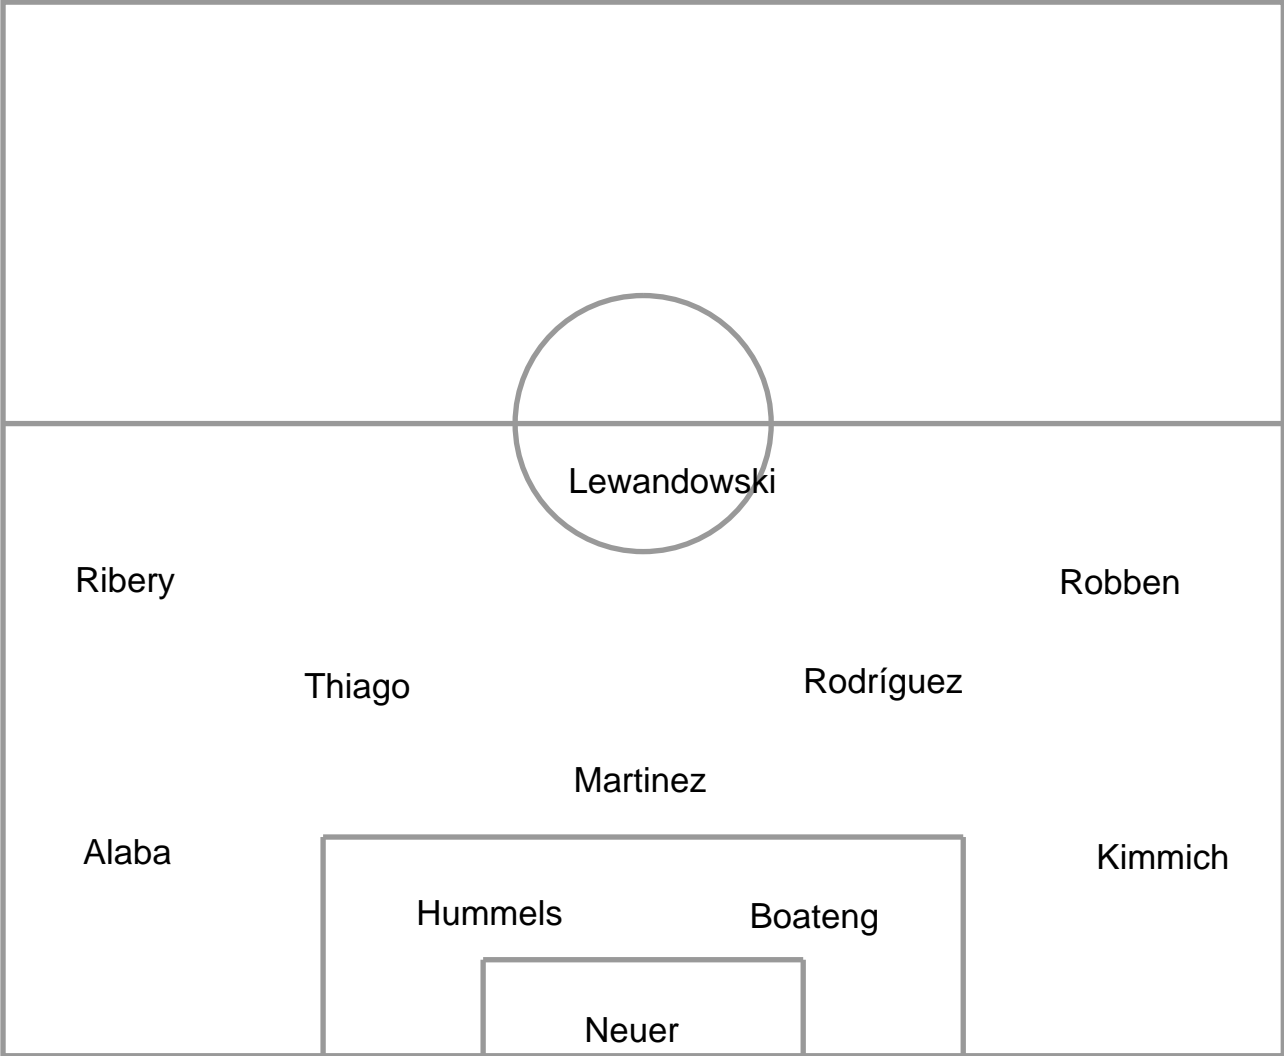 Lewandowski
Ribery
Robben
Thiago
Rodríguez
Martinez
Alaba
Kimmich
Hummels
Boateng
Neuer